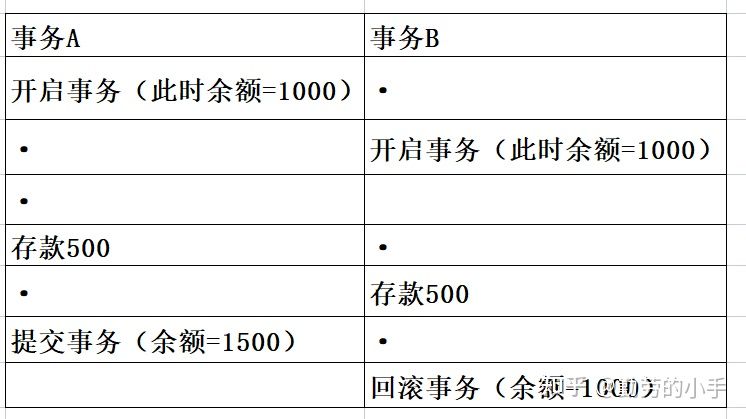 事务A 事务B
开启事务（此时余额=1000） •
• 开启事务（此时余额=1000）
•
存款500 •
• 存款500
提交事务（余额=1500） •
回滚事务（余额=1000）
知乎 @勤劳的小手